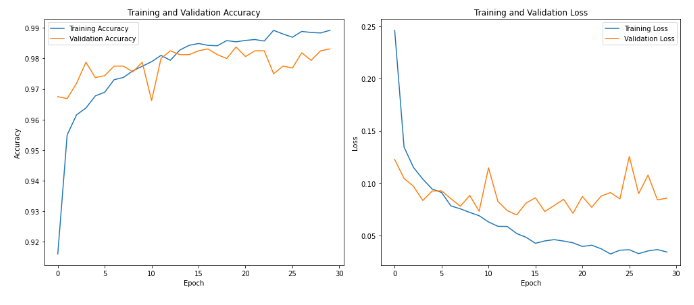 Training and Validation Accuracy
Training Accuracy
Validation Accuracy
0.99
0.98
0.97
0.96
0.95
0.94
0.93
0.92
Accuracy
0 5 10 15 20 25 30
Epoch
Training and Validation Loss
Training Loss
Validation Loss
0.25
0.20
0.15
0.10
0.05
Loss
0 5 10 15 20 25 30
Epoch